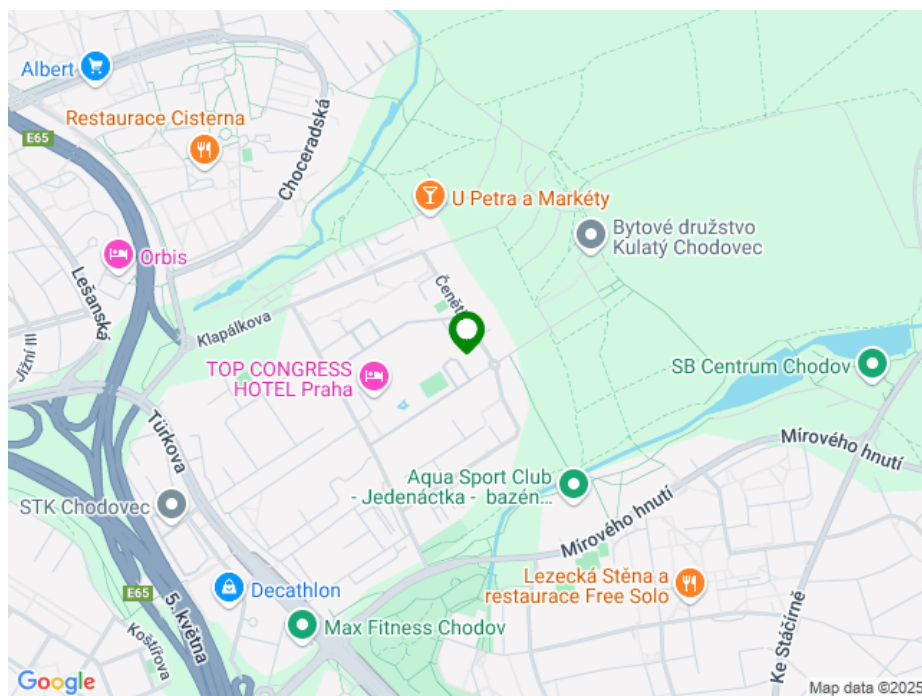 Albert
E65
Restaurace Cisterna
Choceradská
U Petra a Markéty
Bytové družstvo
Kulatý Chodovec
Orbis
Lešanská
Klapálkova
Jižní III
TOP CONGRESS
HOTEL Praha
SB Centrum Chodov
Türkova
Mírového hnutí
Aqua Sport Club
- Jedenáctka - bazén...
STK Chodovec
Mírového hnutí
Lezecká Stěna a
restaurace Free Solo
E65
Decathlon
5. května
Max Fitness Chodov
Košířova
Ke Stáčírně
Google
Map data ©2025